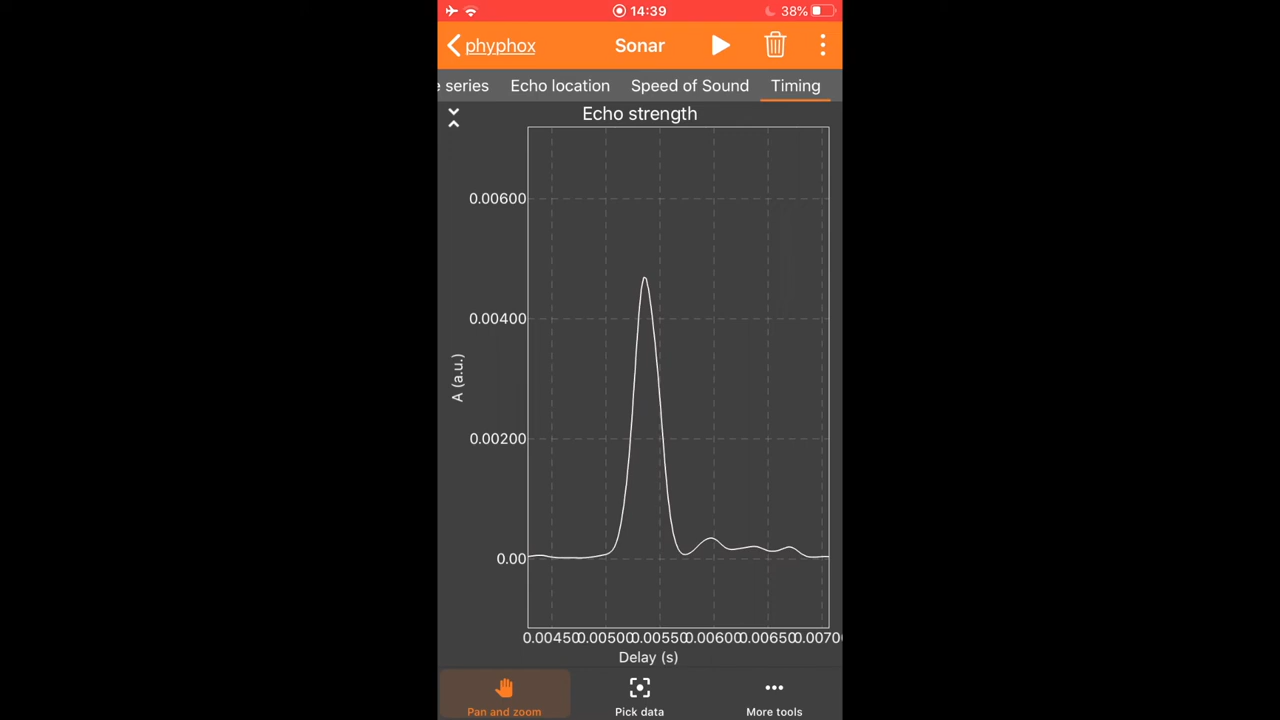 14:39 38%
phyphox Sonar
e series Echo location Speed of Sound Timing
Echo strength
0.00600
0.00400
A (a.u.)
0.00200
0.00
0.00450 0.00500 0.00550 0.00600 0.00650 0.0070
Delay (s)
Pan and zoom Pick data More tools